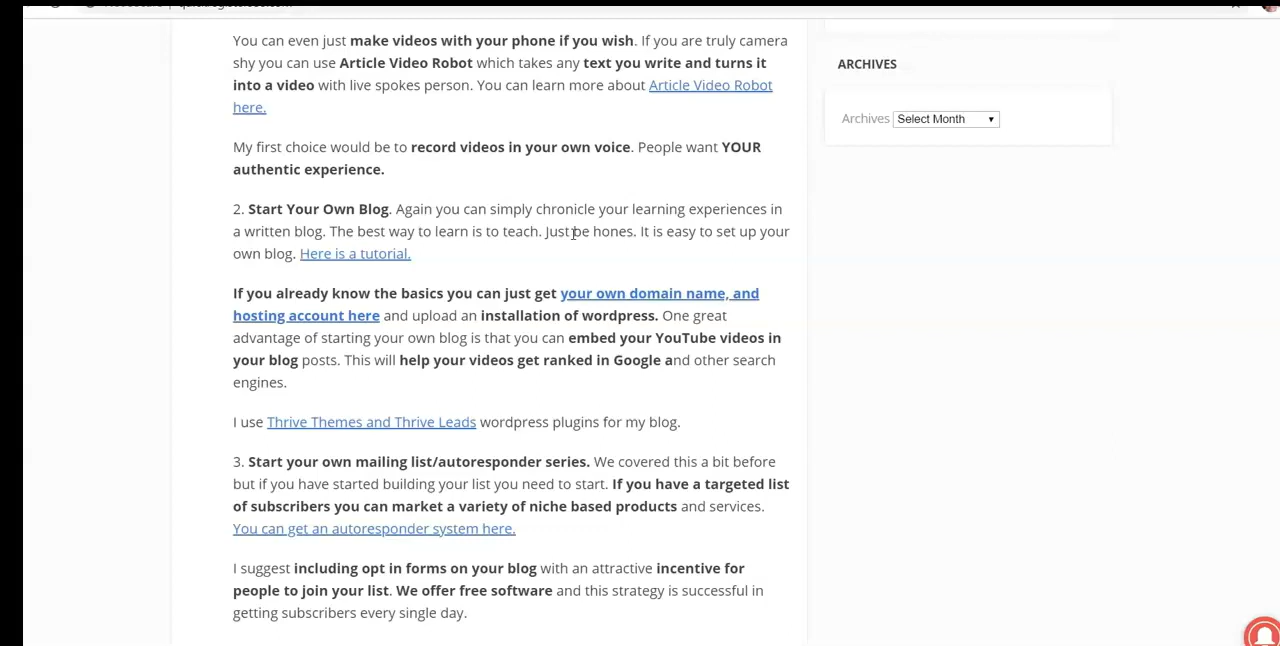 You can even just make videos with your phone if you wish. If you are truly camera
shy you can use Article Video Robot which takes any text you write and turns it
into a video with live spokes person. You can learn more about Article Video Robot
here.
My first choice would be to record videos in your own voice. People want YOUR
authentic experience.
2. Start Your Own Blog. Again you can simply chronicle your learning experiences in
a written blog. The best way to learn is to teach. Just be hones. It is easy to set up your
own blog. Here is a tutorial.
If you already know the basics you can just get your own domain name, and
hosting account here and upload an installation of wordpress. One great
advantage of starting your own blog is that you can embed your YouTube videos in
your blog posts. This will help your videos get ranked in Google and other search
engines.
I use Thrive Themes and Thrive Leads wordpress plugins for my blog.
3. Start your own mailing list/autoresponder series. We covered this a bit before
but if you have started building your list you need to start. If you have a targeted list
of subscribers you can market a variety of niche based products and services.
You can get an autoresponder system here.
I suggest including opt in forms on your blog with an attractive incentive for
people to join your list. We offer free software and this strategy is successful in
getting subscribers every single day.
ARCHIVES
Archives Select Month